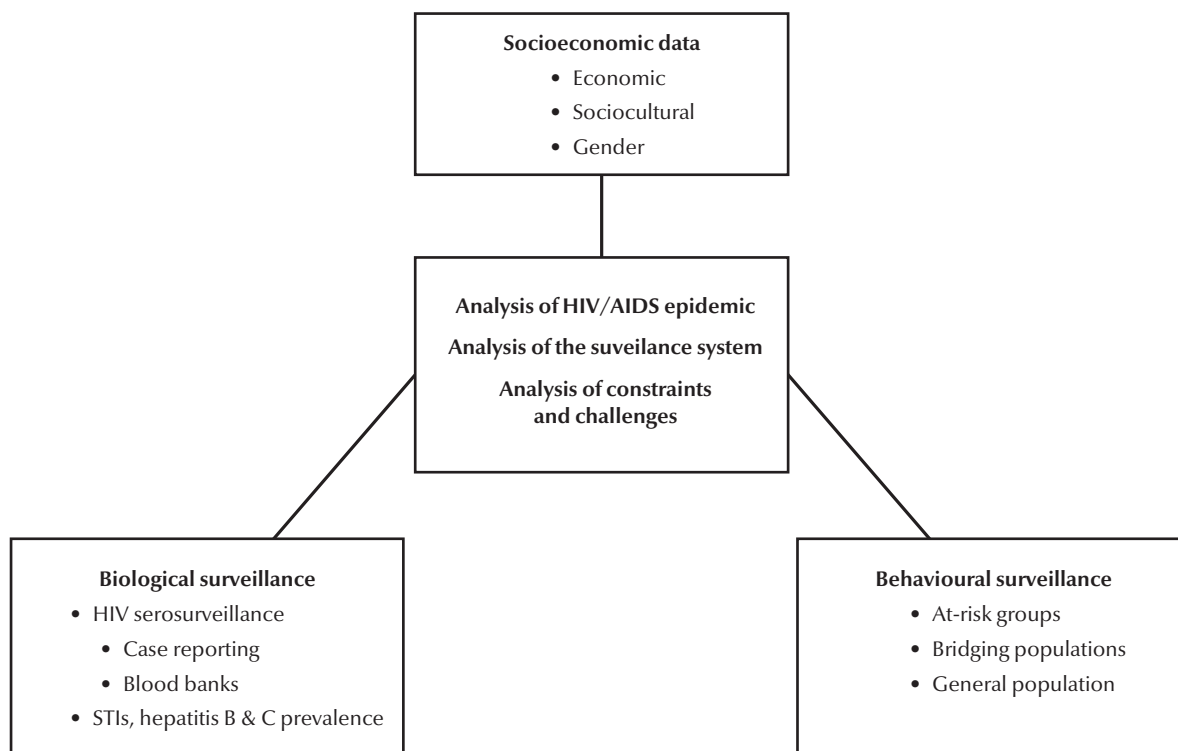 Socioeconomic data
• Economic
• Sociocultural
• Gender
Analysis of HIV/AIDS epidemic
Analysis of the suveilance system
Analysis of constraints
and challenges
Biological surveillance
• HIV serosurveillance
• Case reporting
• Blood banks
• STIs, hepatitis B & C prevalence
Behavioural surveillance
• At-risk groups
• Bridging populations
• General population